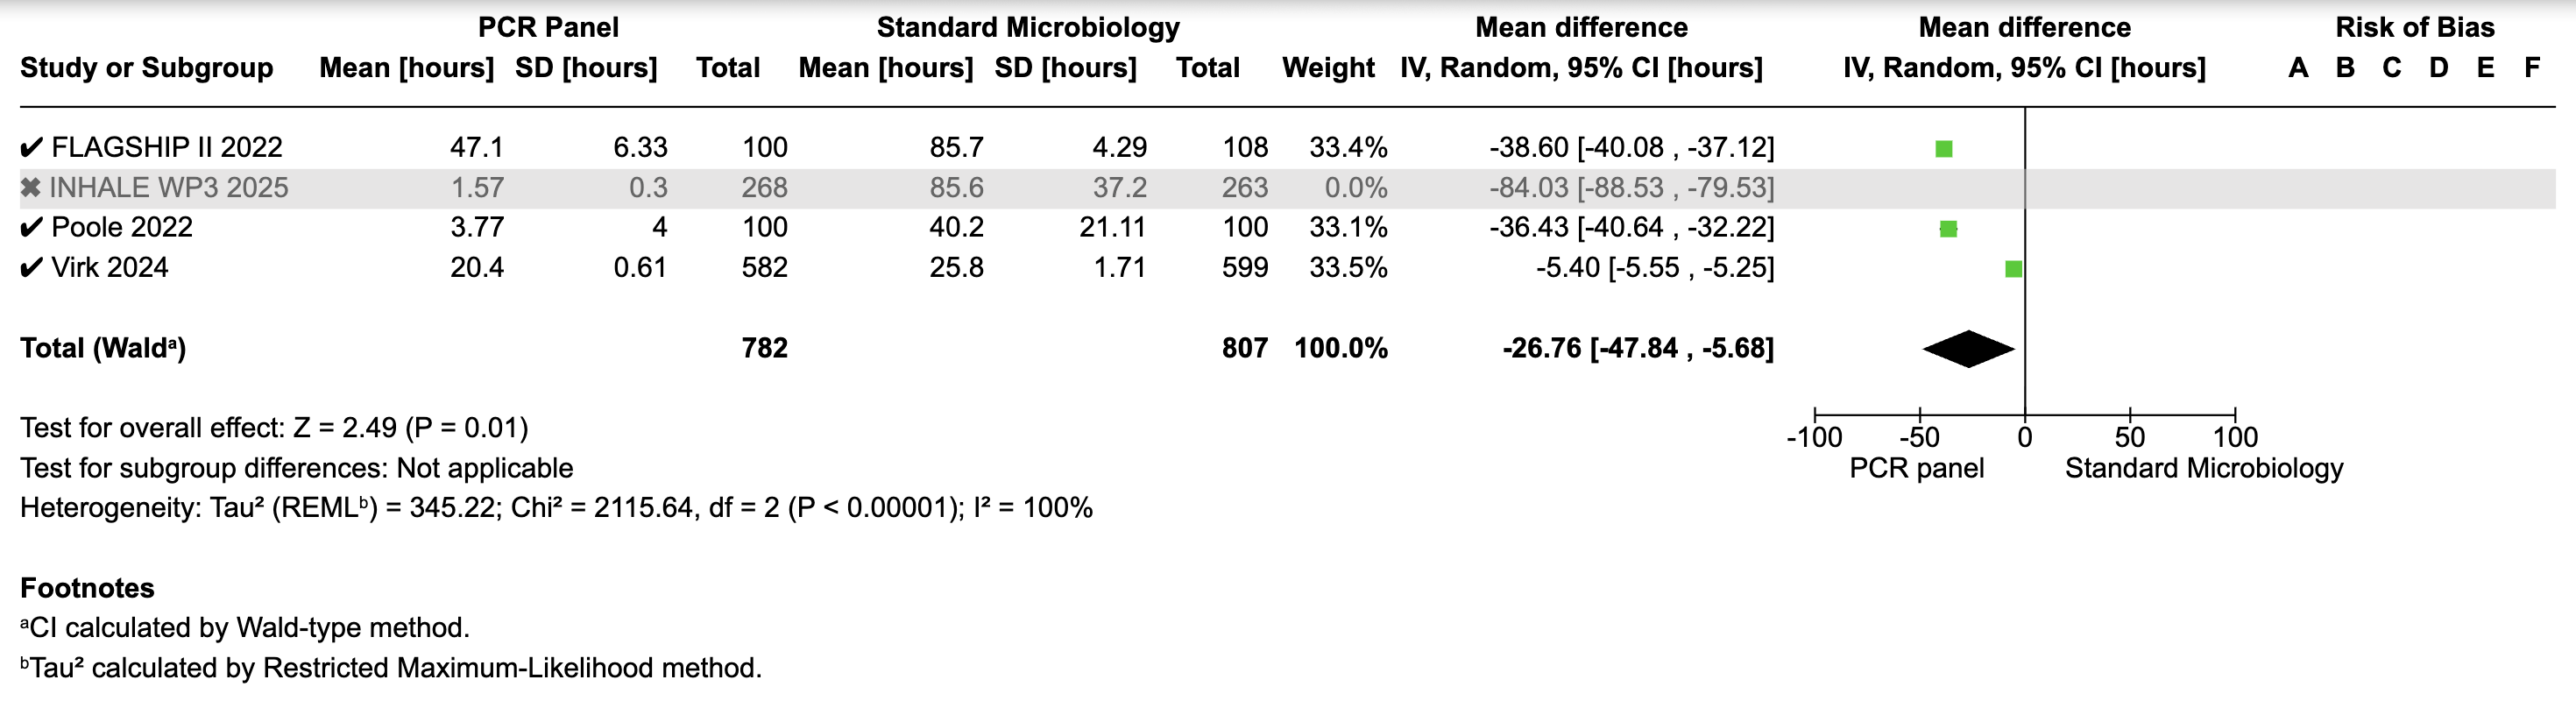 PCR Panel Standard Microbiology Mean difference Mean difference Risk of Bias
Study or Subgroup Mean [hours] SD [hours] Total Mean [hours] SD [hours] Total Weight IV, Random, 95% CI [hours] IV, Random, 95% CI [hours] A B C D E F
✔ FLAGSHIP II 2022 47.1 6.33 100 85.7 4.29 108 33.4% -38.60 [-40.08 , -37.12]
✖ INHALE WP3 2025 1.57 0.3 268 85.6 37.2 263 0.0% -84.03 [-88.53 , -79.53]
✔ Poole 2022 3.77 4 100 40.2 21.11 100 33.1% -36.43 [-40.64 , -32.22]
✔ Virk 2024 20.4 0.61 582 25.8 1.71 599 33.5% -5.40 [-5.55 , -5.25]
Total (Waldᵃ) 782 807 100.0% -26.76 [-47.84 , -5.68]
Test for overall effect: Z = 2.49 (P = 0.01)
-100 -50 0 50 100
Test for subgroup differences: Not applicable
PCR panel Standard Microbiology
Heterogeneity: Tau² (REMLᵇ) = 345.22; Chi² = 2115.64, df = 2 (P < 0.00001); I² = 100%
Footnotes
ᵃCI calculated by Wald-type method.
ᵇTau² calculated by Restricted Maximum-Likelihood method.